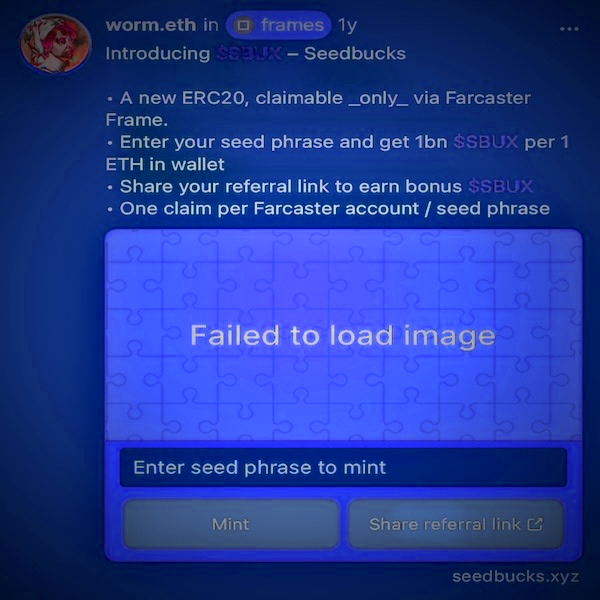 worm.eth in frames 1y
Introducing $SBUX – Seedbucks
• A new ERC20, claimable _only_ via Farcaster
Frame.
• Enter your seed phrase and get 1bn $SBUX per 1
ETH in wallet
• Share your referral link to earn bonus $SBUX
• One claim per Farcaster account / seed phrase
Failed to load image
Enter seed phrase to mint
Mint Share referral link
seedbucks.xyz